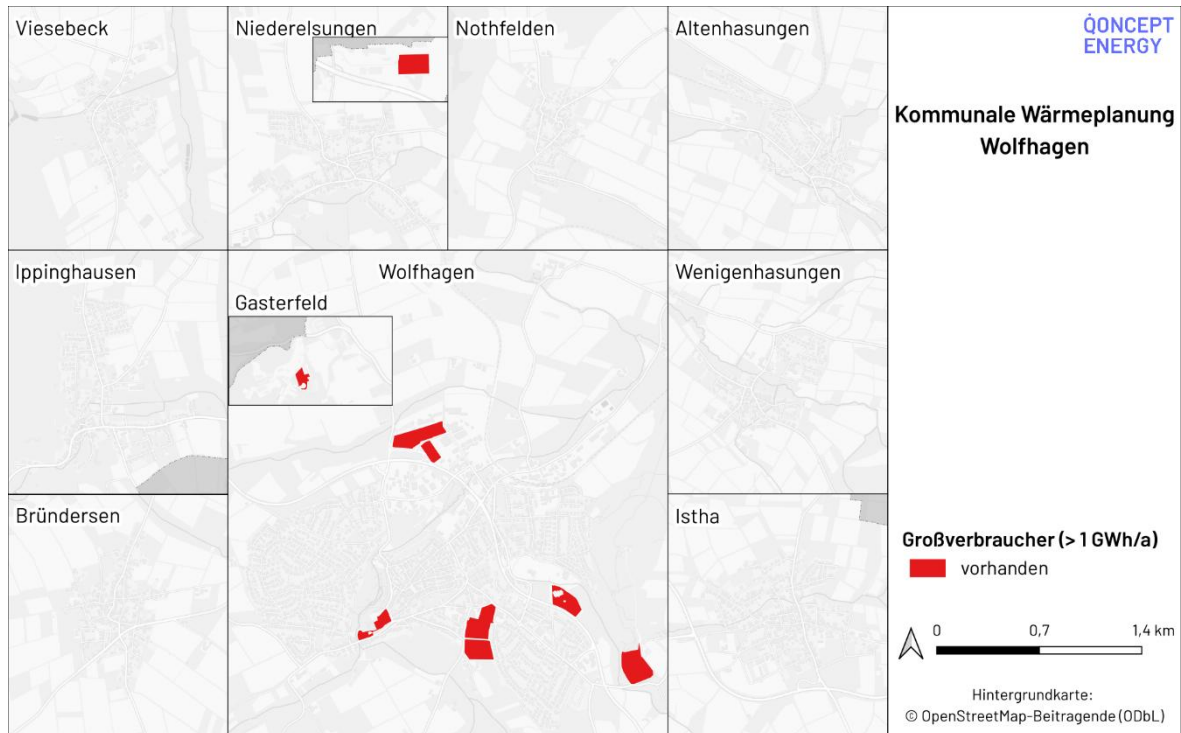 Viesebeck
Niederelsungen
Nothfelden
Altenhasungen
QONCEPT
ENERGY
Kommunale Wärmeplanung
Wolfhagen
Ippinghausen
Wolfhagen
Wenigenhasungen
Gasterfeld
Bründersen
Istha
Großverbraucher (> 1 GWh/a)
vorhanden
0 0,7 1,4 km
Hintergrundkarte:
© OpenStreetMap-Beitragende (ODbL)